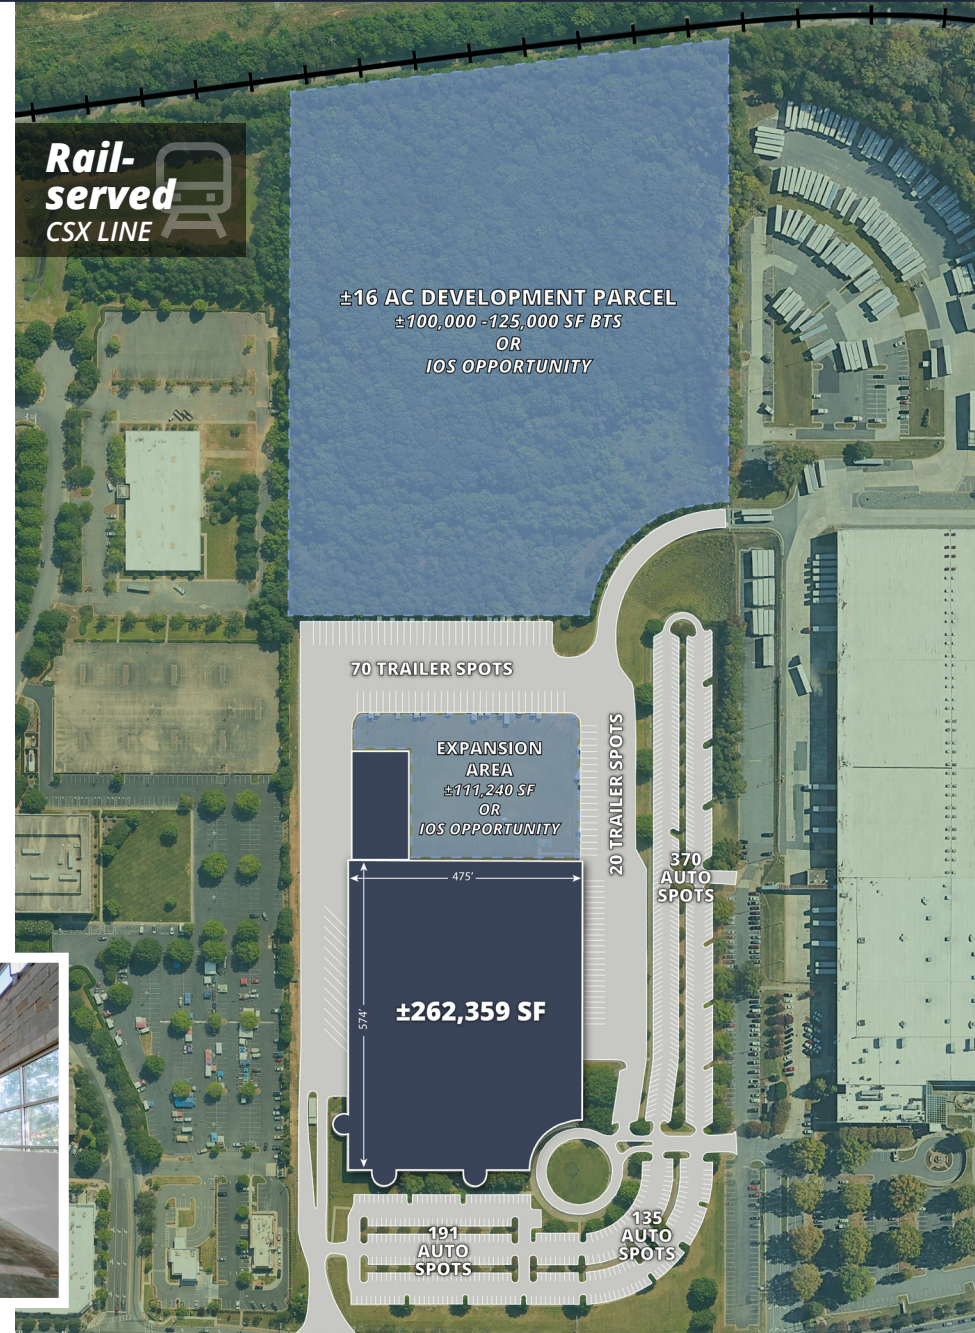 Rail-
served
CSX LINE
±16 AC DEVELOPMENT PARCEL
±100,000 -125,000 SF BTS
OR
IOS OPPORTUNITY
70 TRAILER SPOTS
EXPANSION
AREA
±111,240 SF
OR
IOS OPPORTUNITY
20 TRAILER SPOTS
370
AUTO
SPOTS
475'
574'
±262,359 SF
191
AUTO
SPOTS
135
AUTO
SPOTS